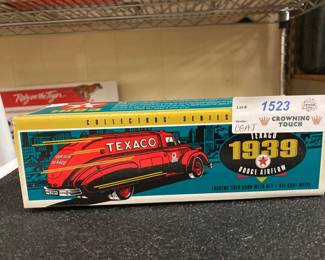 Rely on the Tiger.
Lot #
1523
CROWNING
TOUCH
COLLECTORS' SERIES
TEXACO
TEXACO
1939
DODGE AIRFLOW
LOCKING COIN BANK WITH KEY • DIE CAST METAL